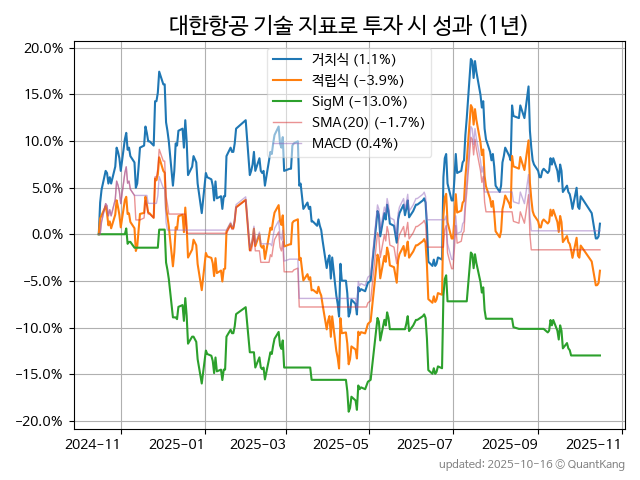 대한항공 기술 지표로 투자 시 성과 (1년)
20.0%
15.0%
10.0%
5.0%
0.0%
−5.0%
−10.0%
−15.0%
−20.0%
거치식 (1.1%)
적립식 (−3.9%)
SigM (−13.0%)
SMA(20) (−1.7%)
MACD (0.4%)
2024-11 2025-01 2025-03 2025-05 2025-07 2025-09 2025-11
updated: 2025-10-16 ⓒ QuantKang